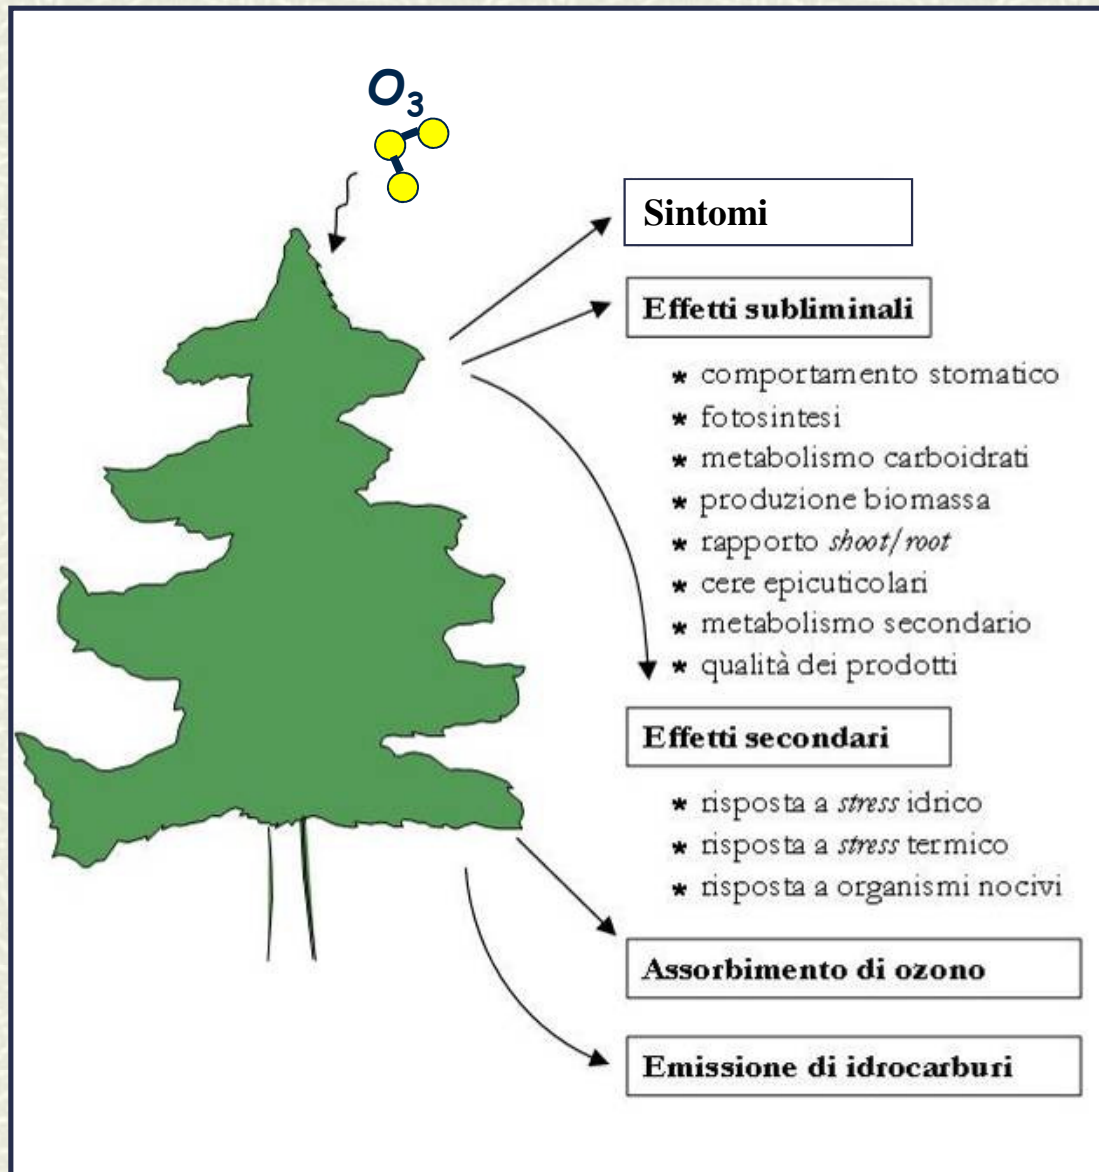 O3
Sintomi
Effetti subliminali
* comportamento stomatico
* fotosintesi
* metabolismo carboidrati
* produzione biomassa
* rapporto shoot/root
* cere epicuticolari
* metabolismo secondario
* qualità dei prodotti
Effetti secondari
* risposta a stress idrico
* risposta a stress termico
* risposta a organismi nocivi
Assorbimento di ozono
Emissione di idrocarburi